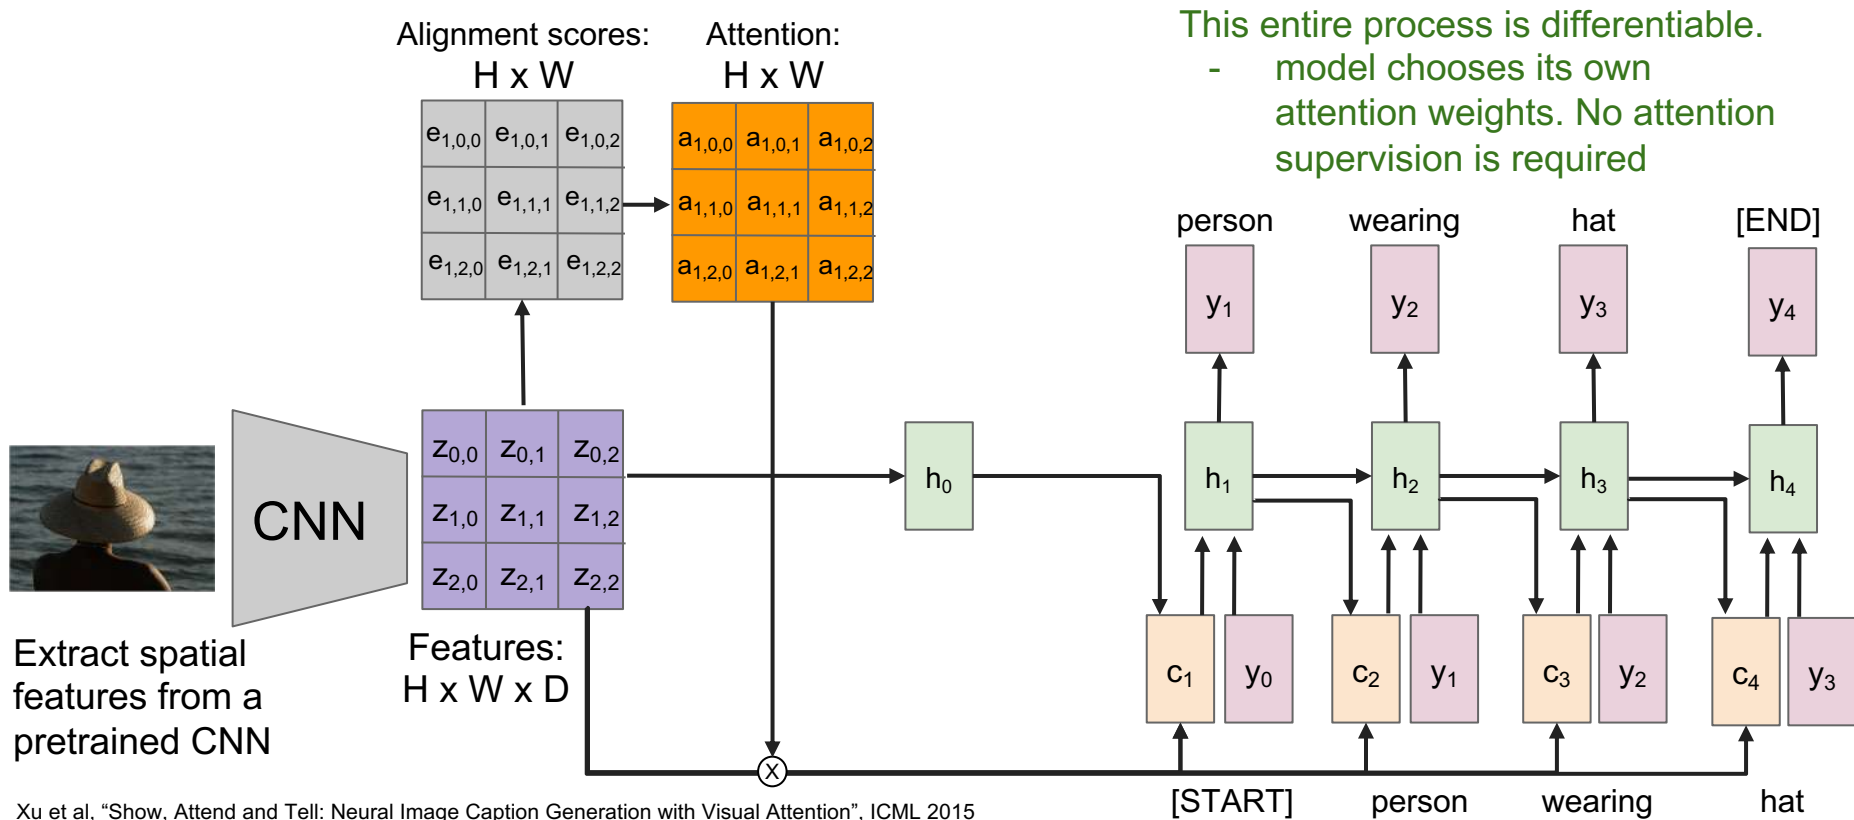 Alignment scores:
H x W
Attention:
H x W
This entire process is differentiable.
- model chooses its own
attention weights. No attention
supervision is required
e1,0,0 e1,0,1 e1,0,2
e1,1,0 e1,1,1 e1,1,2
e1,2,0 e1,2,1 e1,2,2
a1,0,0 a1,0,1 a1,0,2
a1,1,0 a1,1,1 a1,1,2
a1,2,0 a1,2,1 a1,2,2
person wearing hat [END]
y1 y2 y3 y4
CNN
z0,0 z0,1 z0,2
z1,0 z1,1 z1,2
z2,0 z2,1 z2,2
h0 h1 h2 h3 h4
Extract spatial
features from a
pretrained CNN
Features:
H x W x D
c1 y0 c2 y1 c3 y2 c4 y3
X
[START] person wearing hat
Xu et al, “Show, Attend and Tell: Neural Image Caption Generation with Visual Attention”, ICML 2015